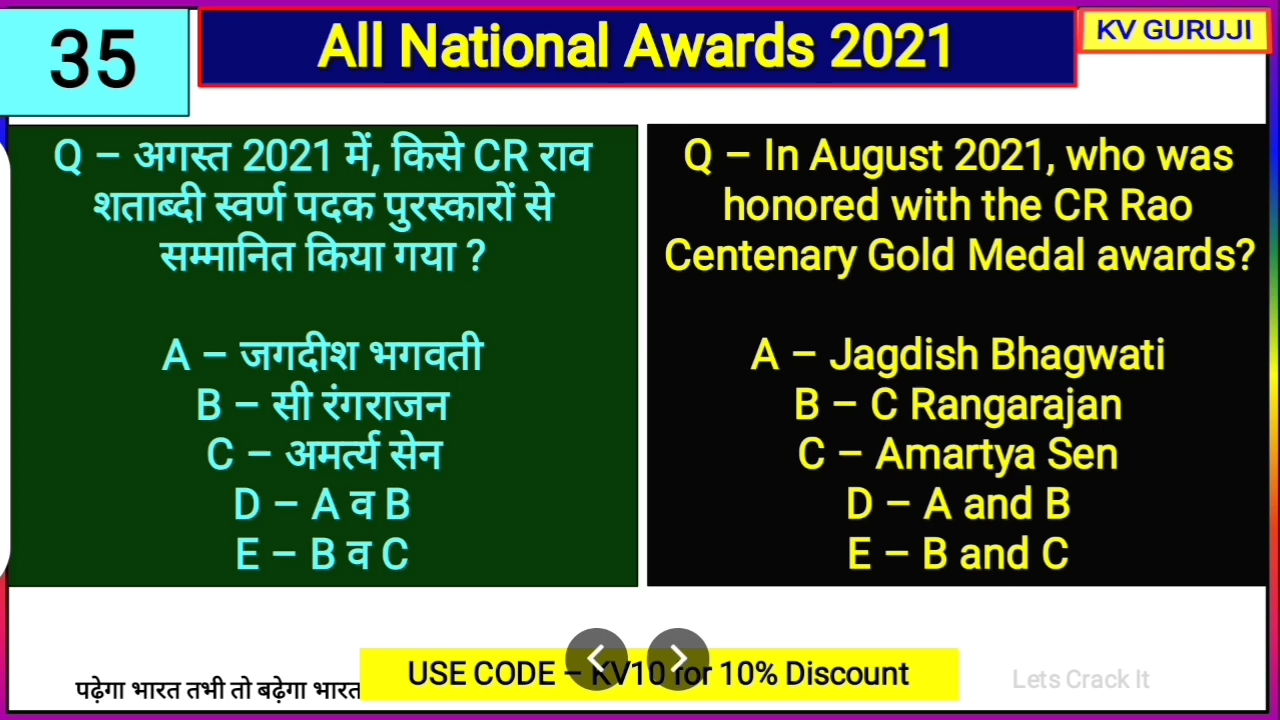 35
All National Awards 2021
KV GURUJI
Q – अगस्त 2021 में, किसे CR राव
शताब्दी स्वर्ण पदक पुरस्कारों से
सम्मानित किया गया ?
A – जगदीश भगवती
B – सी रंगराजन
C – अमर्त्य सेन
D – A व B
E – B व C
Q – In August 2021, who was
honored with the CR Rao
Centenary Gold Medal awards?
A – Jagdish Bhagwati
B – C Rangarajan
C – Amartya Sen
D – A and B
E – B and C
पढ़ेगा भारत तभी तो बढ़ेगा भारत
USE CODE – KV10 for 10% Discount
Lets Crack It